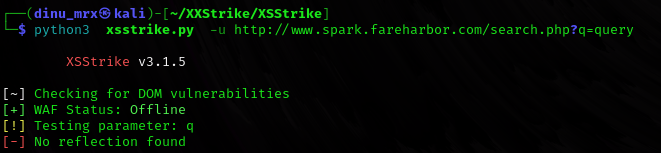 ┌──(dinu_mrx㉿kali)-[~/XXStrike/XSStrike]
└─$ python3 xsstrike.py -u http://www.spark.fareharbor.com/search.php?q=query
XSStrike v3.1.5
[~] Checking for DOM vulnerabilities
[+] WAF Status: Offline
[!] Testing parameter: q
[-] No reflection found